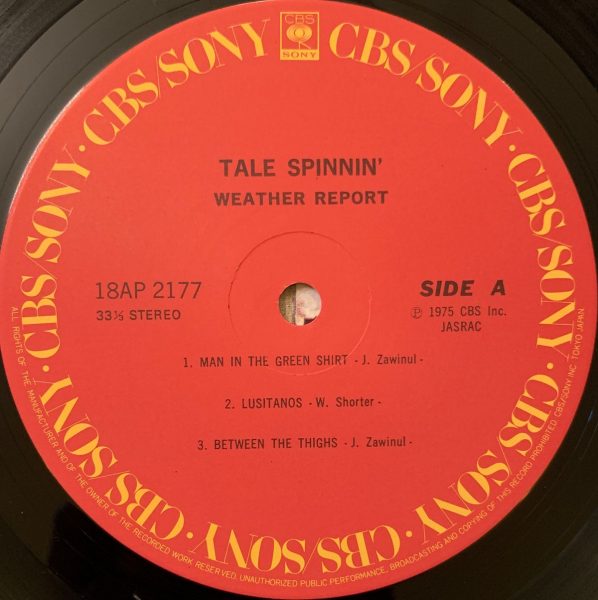 CBS
SONY
CBS/SONY · CBS/SONY · CBS/SONY · CBS/SONY · CBS/SONY · CBS/SONY · CBS/SONY · CBS/SONY · CBS/SONY
TALE SPINNIN'
WEATHER REPORT
18AP 2177
33⅓ STEREO
SIDE A
Ⓟ 1975 CBS Inc.
JASRAC
1. MAN IN THE GREEN SHIRT - J. Zawinul -
2. LUSITANOS - W. Shorter -
3. BETWEEN THE THIGHS - J. Zawinul -
ALL RIGHTS OF THE MANUFACTURER AND OF THE OWNER OF THE RECORDED WORK RESERVED. UNAUTHORIZED PUBLIC PERFORMANCE, BROADCASTING AND COPYING OF THIS RECORD PROHIBITED CBS/SONY INC. TOKYO JAPAN.